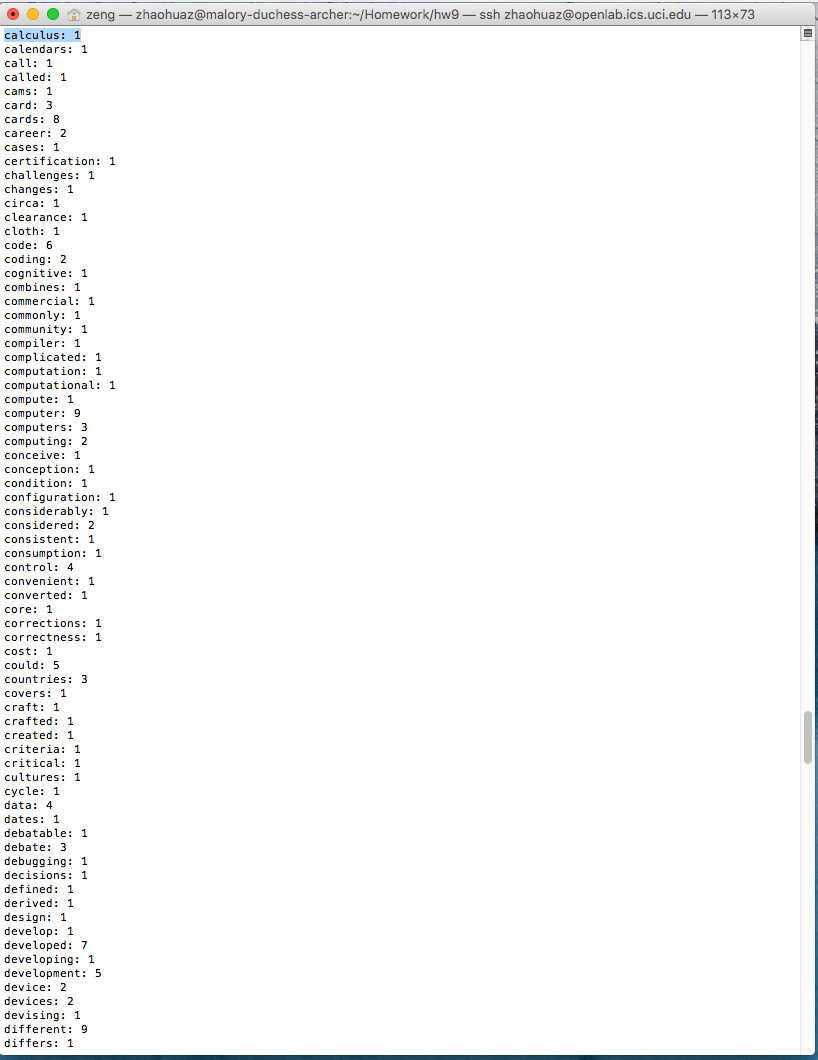 zeng — zhaohuaz@malory-duchess-archer:~/Homework/hw9 — ssh zhaohuaz@openlab.ics.uci.edu — 113×73
calculus: 1
calendars: 1
call: 1
called: 1
cams: 1
card: 3
cards: 8
career: 2
cases: 1
certification: 1
challenges: 1
changes: 1
circa: 1
clearance: 1
cloth: 1
code: 6
coding: 2
cognitive: 1
combines: 1
commercial: 1
commonly: 1
community: 1
compiler: 1
complicated: 1
computation: 1
computational: 1
compute: 1
computer: 9
computers: 3
computing: 2
conceive: 1
conception: 1
condition: 1
configuration: 1
considerably: 1
considered: 2
consistent: 1
consumption: 1
control: 4
convenient: 1
converted: 1
core: 1
corrections: 1
correctness: 1
cost: 1
could: 5
countries: 3
covers: 1
craft: 1
crafted: 1
created: 1
criteria: 1
critical: 1
cultures: 1
cycle: 1
data: 4
dates: 1
debatable: 1
debate: 3
debugging: 1
decisions: 1
defined: 1
derived: 1
design: 1
develop: 1
developed: 7
developing: 1
development: 5
device: 2
devices: 2
devising: 1
different: 9
differs: 1